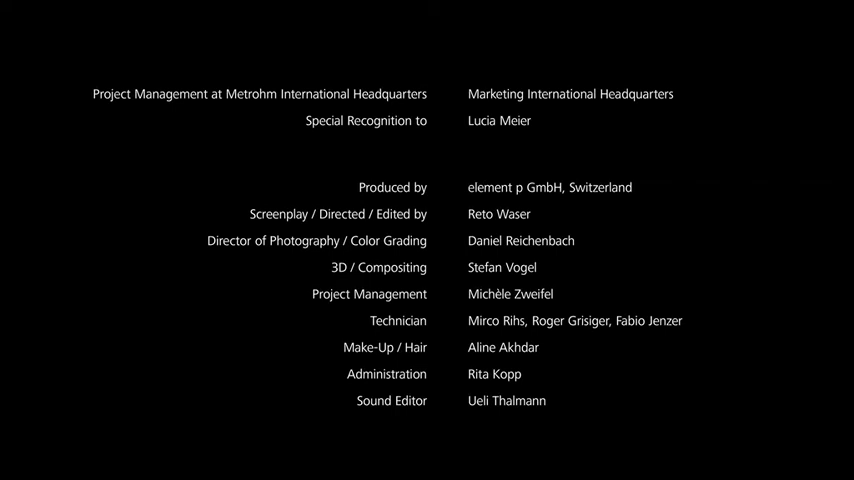 Project Management at Metrohm International Headquarters Marketing International Headquarters
Special Recognition to Lucia Meier
Produced by element p GmbH, Switzerland
Screenplay / Directed / Edited by Reto Waser
Director of Photography / Color Grading Daniel Reichenbach
3D / Compositing Stefan Vogel
Project Management Michèle Zweifel
Technician Mirco Rihs, Roger Grisiger, Fabio Jenzer
Make-Up / Hair Aline Akhdar
Administration Rita Kopp
Sound Editor Ueli Thalmann